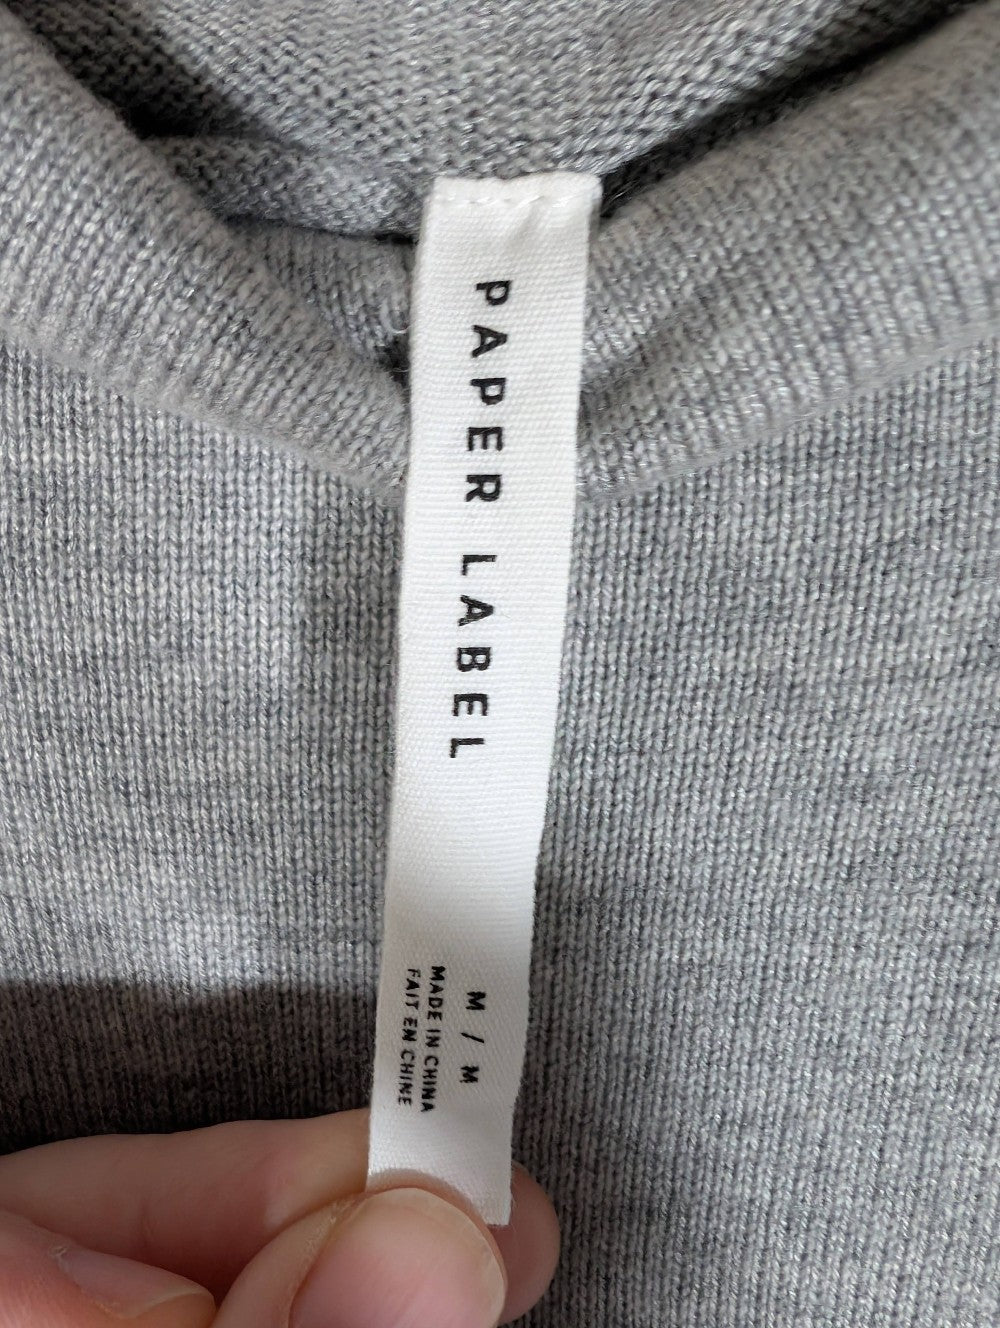 PAPER LABEL
M / M
MADE IN CHINA
FAIT EN CHINE